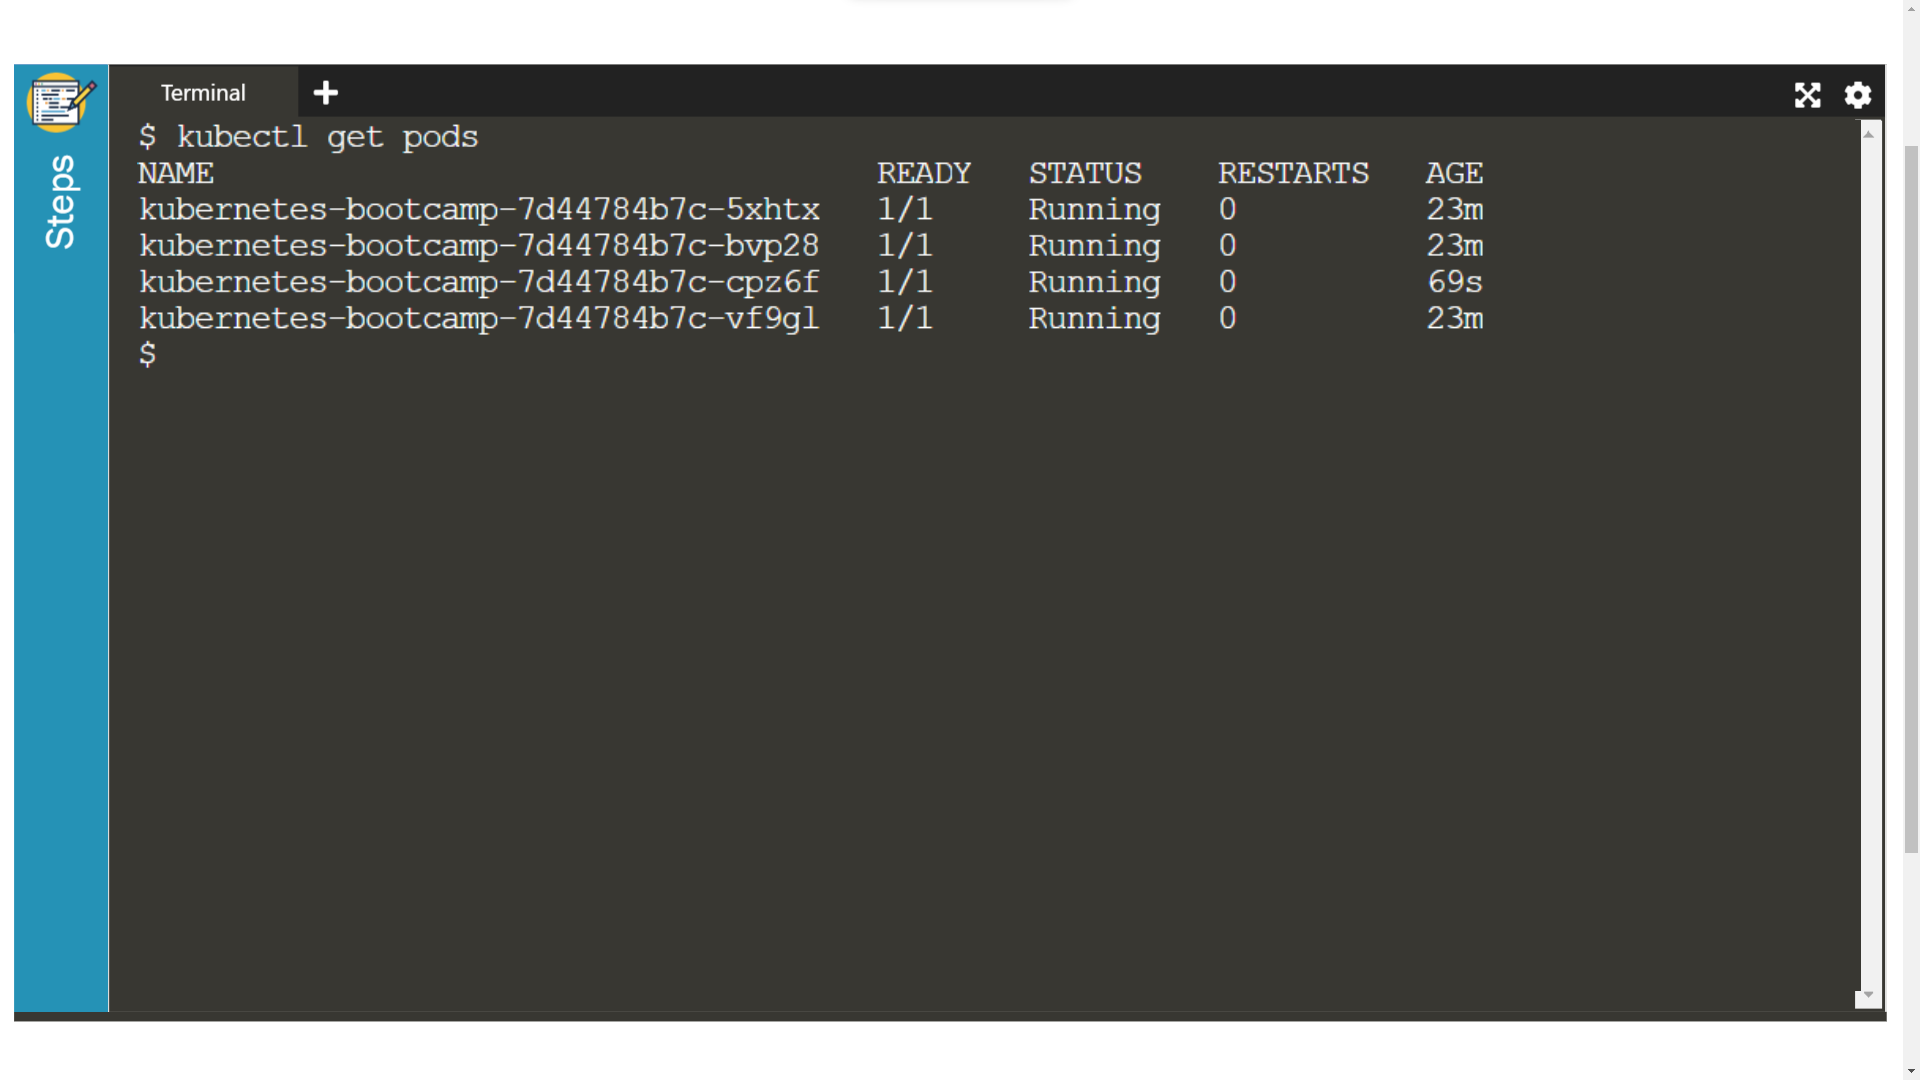 Terminal
Steps
$ kubectl get pods
NAME READY STATUS RESTARTS AGE
kubernetes-bootcamp-7d44784b7c-5xhtx 1/1 Running 0 23m
kubernetes-bootcamp-7d44784b7c-bvp28 1/1 Running 0 23m
kubernetes-bootcamp-7d44784b7c-cpz6f 1/1 Running 0 69s
kubernetes-bootcamp-7d44784b7c-vf9gl 1/1 Running 0 23m
$